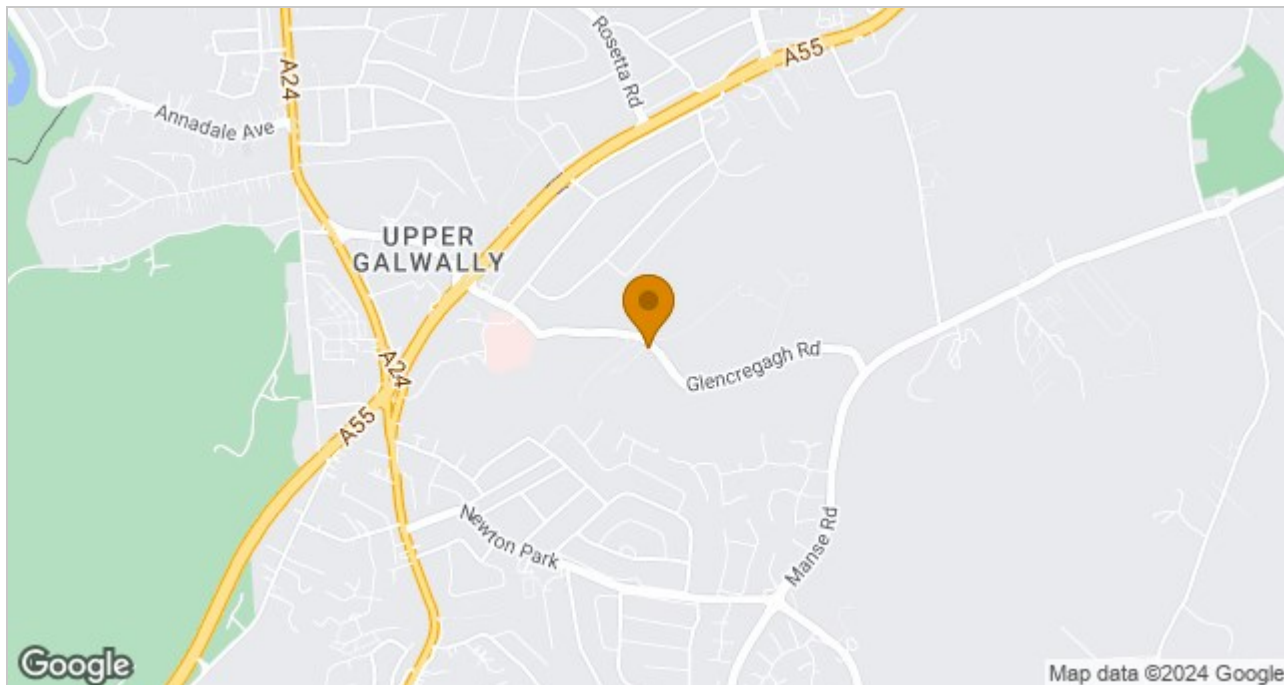 A24
Annadale Ave
Rosetta Rd
A55
UPPER
GALWALLY
A24
A55
Glencregagh Rd
Newton Park
Manse Rd
Google
Map data ©2024 Google